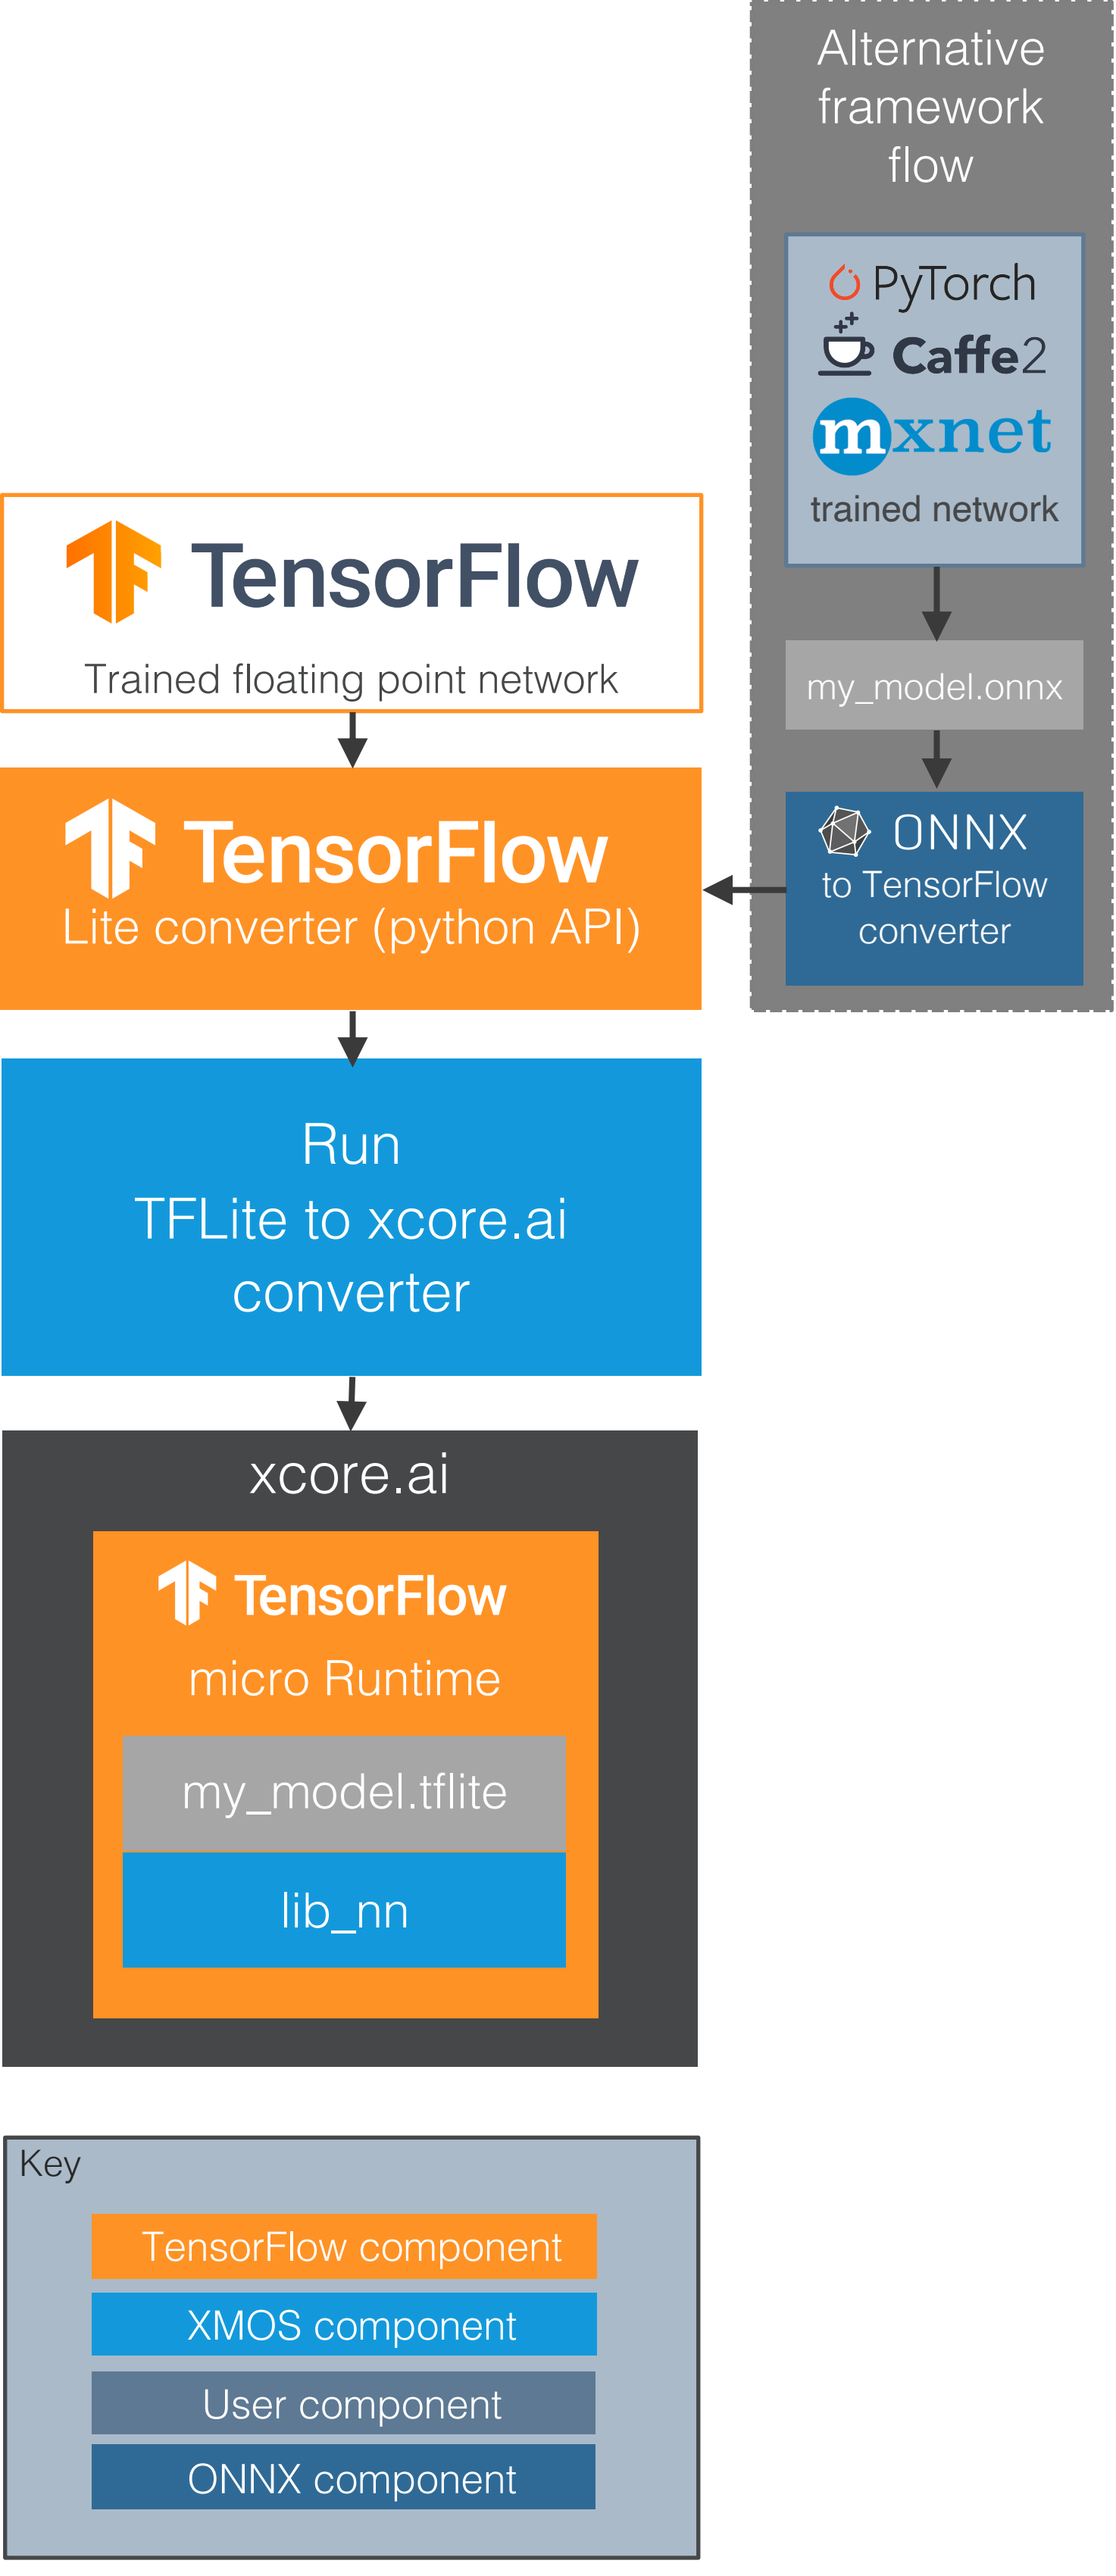 Alternative
framework
flow
PyTorch
Caffe2
mxnet
trained network
my_model.onnx
ONNX
to TensorFlow
converter
TensorFlow
Trained floating point network
TensorFlow
Lite converter (python API)
Run
TFLite to xcore.ai
converter
xcore.ai
TensorFlow
micro Runtime
my_model.tflite
lib_nn
Key
TensorFlow component
XMOS component
User component
ONNX component